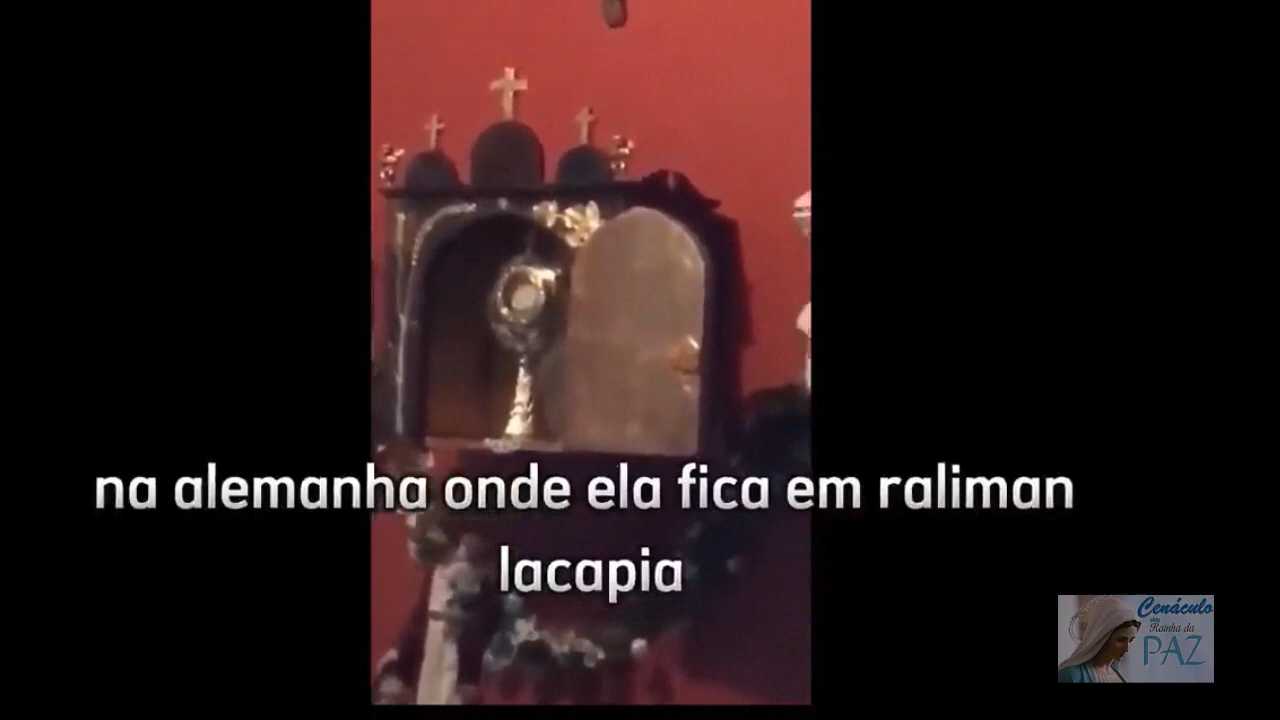 na alemanha onde ela fica em raliman
lacapia
Cenáculo
Rainha da
PAZ